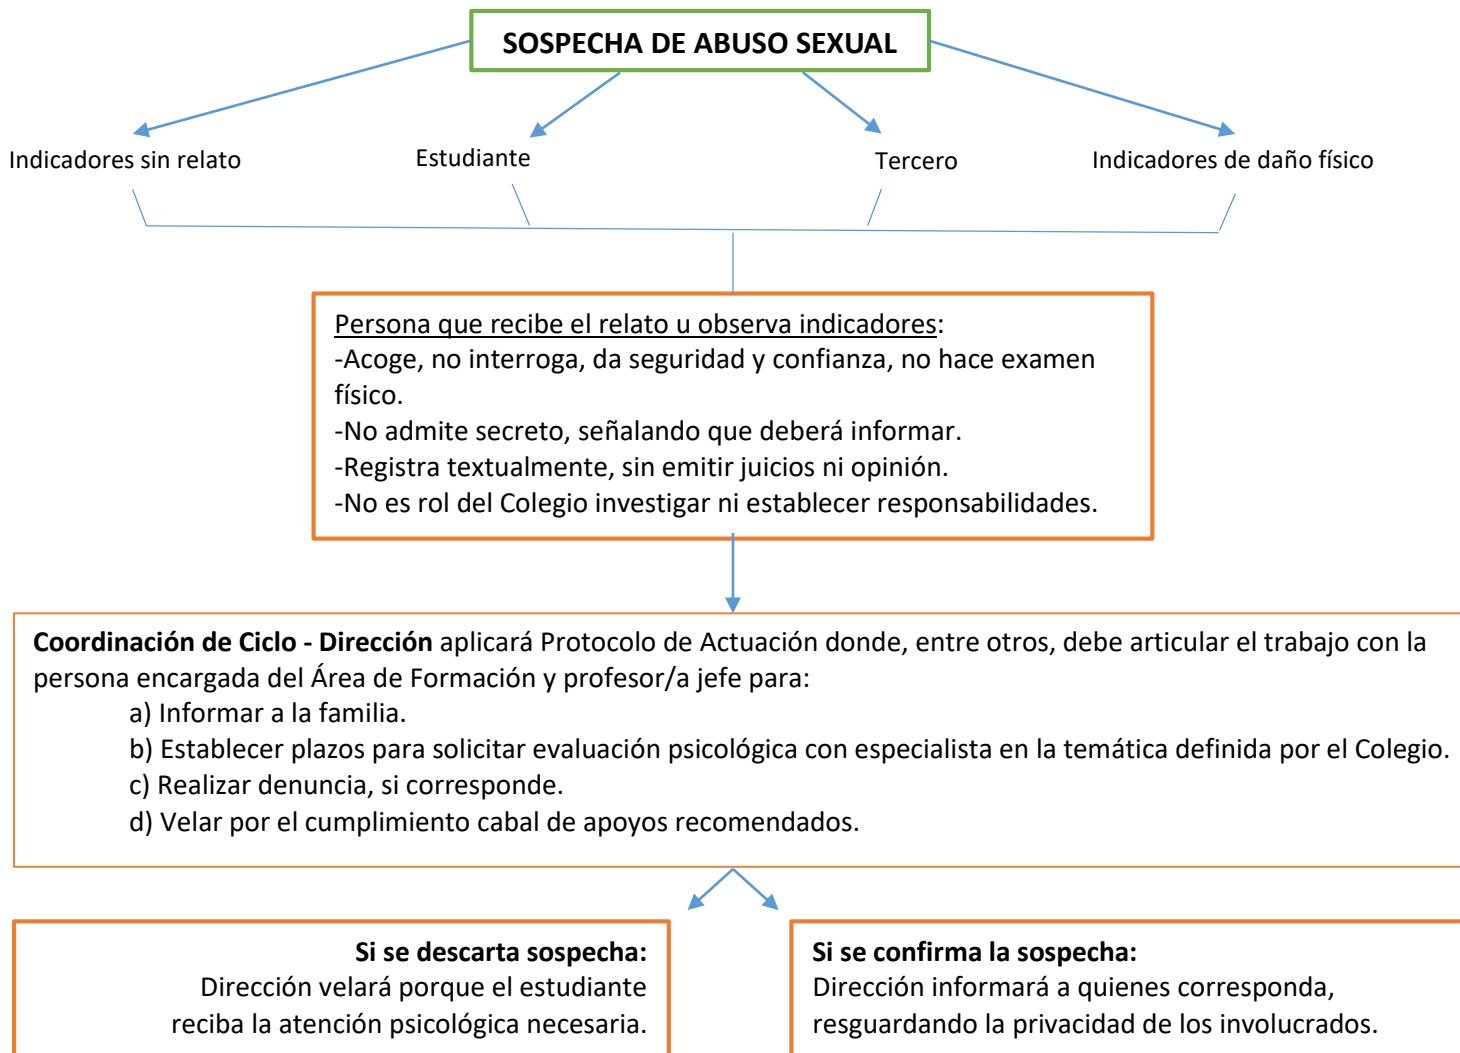 SOSPECHA DE ABUSO SEXUAL
Indicadores sin relato
Estudiante
Tercero
Indicadores de daño físico
Persona que recibe el relato u observa indicadores:
-Acoge, no interroga, da seguridad y confianza, no hace examen
físico.
-No admite secreto, señalando que deberá informar.
-Registra textualmente, sin emitir juicios ni opinión.
-No es rol del Colegio investigar ni establecer responsabilidades.
Coordinación de Ciclo - Dirección aplicará Protocolo de Actuación donde, entre otros, debe articular el trabajo con la
persona encargada del Área de Formación y profesor/a jefe para:
a) Informar a la familia.
b) Establecer plazos para solicitar evaluación psicológica con especialista en la temática definida por el Colegio.
c) Realizar denuncia, si corresponde.
d) Velar por el cumplimiento cabal de apoyos recomendados.
Si se descarta sospecha:
Dirección velará porque el estudiante
reciba la atención psicológica necesaria.
Si se confirma la sospecha:
Dirección informará a quienes corresponda,
resguardando la privacidad de los involucrados.